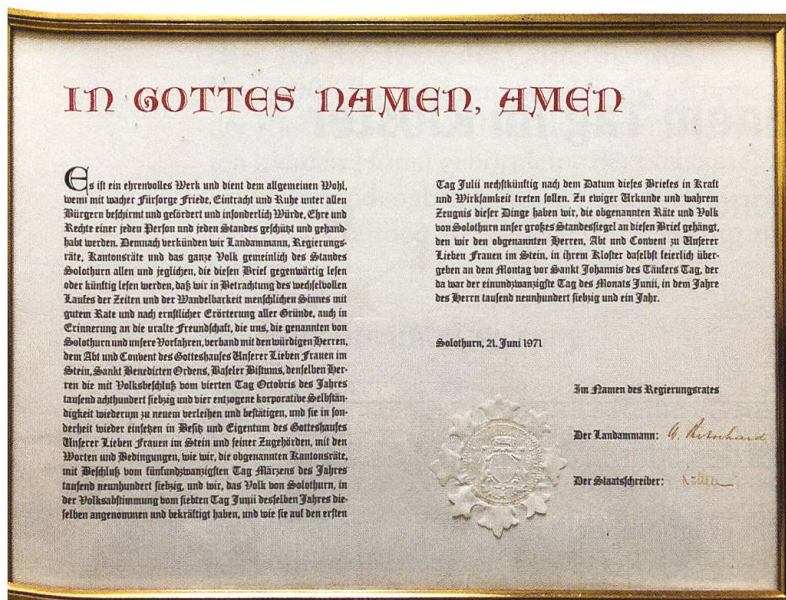 IN GOTTES NAMEN, AMEN
Es ist ein ehrenvolles Werk und dient dem allgemeinen Wohl,
wenn mit wacher Fürsorge Friede, Eintracht und Ruhe unter allen
Bürgern beschirmt und gefördert und insonderlich Würde, Ehre und
Rechte einer jeden Person und jeden Standes geschützt und gehand-
habt werden. Demnach verkünden wir Landammann, Regierungs-
räte, Kantonsräte und das ganze Volk gemeinlich des Standes
Solothurn allen und jeglichen, die diesen Brief gegenwärtig lesen
oder künftig lesen werden, daß wir in Betrachtung des wechselvollen
Laufes der Zeiten und der Wandelbarkeit menschlichen Sinnes mit
gutem Rate und nach ernstlicher Erörterung aller Gründe, auch in
Erinnerung an die uralte Freundschaft, die uns, die genannten von
Solothurn und unsere Vorfahren, verband mit den würdigen Herren,
dem Abt und Convent des Gotteshauses Unserer Lieben Frauen im
Stein, Sankt Benedicten Ordens, Baseler Bistums, denselben Her-
ren die mit Volksbeschluß vom vierten Tag Octobris des Jahres
tausend achthundert siebzig und vier entzogene korporative Selbstän-
digkeit wiederum zu neuem verleihen und bestätigen, und sie in son-
derheit wieder einsetzen in Besitz und Eigentum des Gotteshauses
Unserer Lieben Frauen im Stein und seiner Zugehörden, mit den
Worten und Bedingungen, wie wir, die obgenannten Kantonsräte,
mit Beschluß vom fünfundzwanzigsten Tag Märzens des Jahres
tausend neunhundert siebzig, und wir, das Volk von Solothurn, in
der Volksabstimmung vom siebten Tag Junii desselben Jahres die-
selben angenommen und bekräftigt haben, und wie sie auf den ersten
Tag Julii nechstkünftig nach dem Datum dieses Briefes in Kraft
und Wirksamkeit treten sollen. Zu ewiger Urkunde und wahrem
Zeugnis dieser Dinge haben wir, die obgenannten Räte und Volk
von Solothurn unser großes Standessiegel an diesen Brief gehängt,
den wir den obgenannten Herren, Abt und Convent zu Unserer
Lieben Frauen im Stein, in ihrem Kloster daselbst feierlich über-
geben an dem Montag vor Sankt Johannis des Täufers Tag, der
da war der einundzwanzigste Tag des Monats Junii, in dem Jahre
des Herrn tausend neunhundert siebzig und ein Jahr.
Solothurn, 21. Juni 1971
Im Namen des Regierungsrates
Der Landammann:
Der Staatsschreiber: